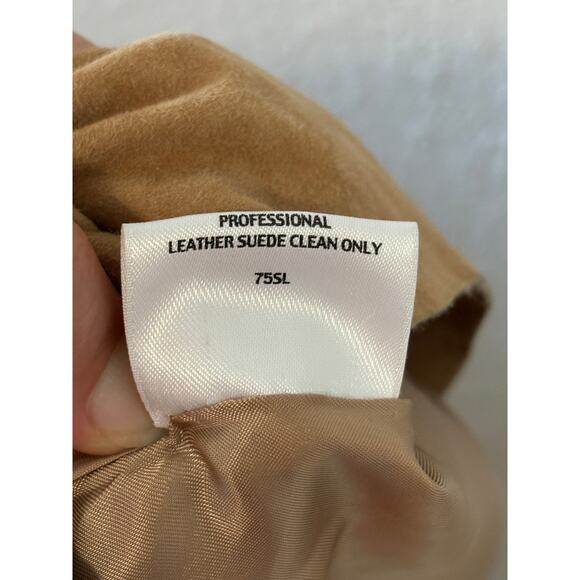 PROFESSIONAL
LEATHER SUEDE CLEAN ONLY
75SL